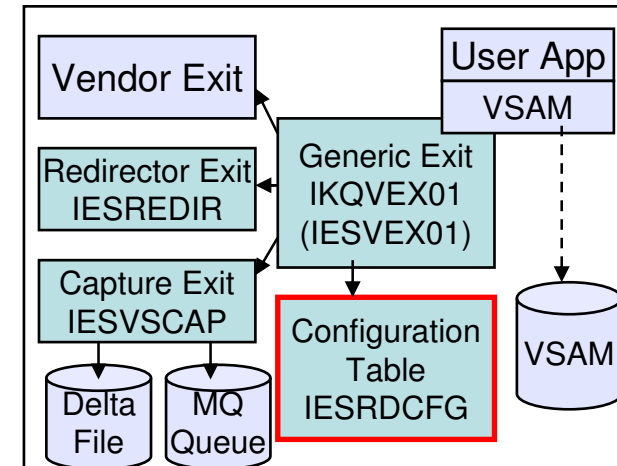 Vendor Exit
User App
VSAM
Generic Exit
IKQVEX01
(IESVEX01)
Redirector Exit
IESREDIR
Capture Exit
IESVSCAP
Configuration
Table
IESRDCFG
VSAM
Delta
File
MQ
Queue